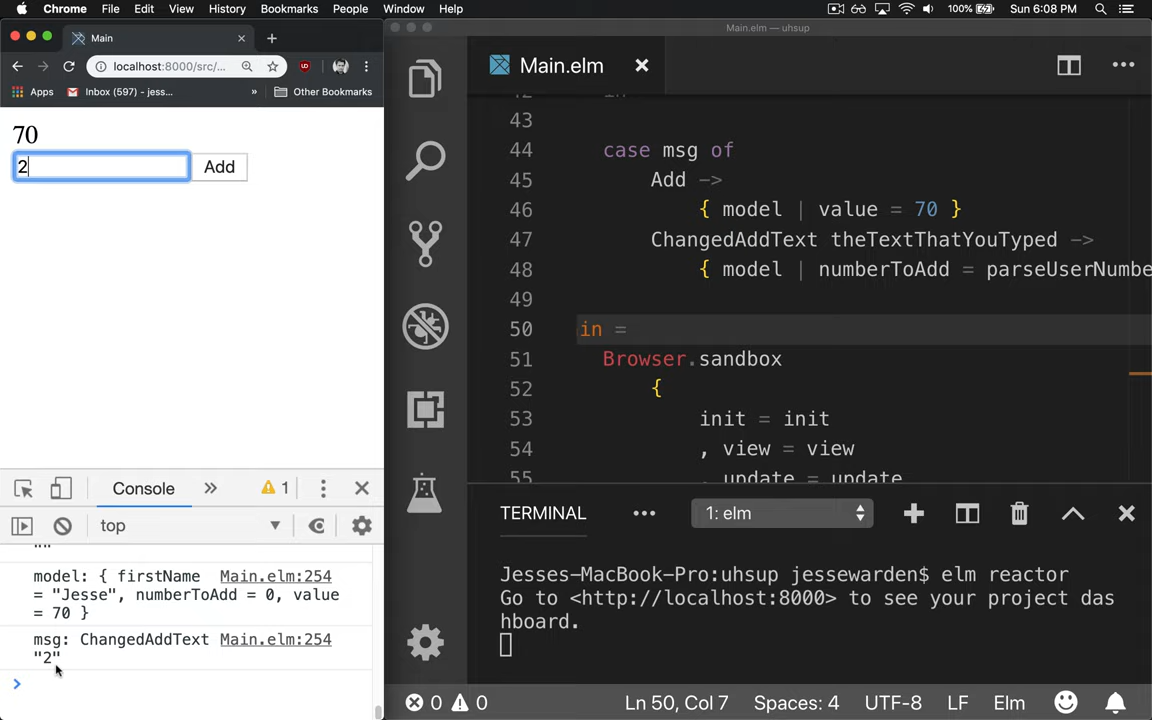 Chrome File Edit View History Bookmarks People Window Help 100% Sun 6:08 PM
Main
localhost:8000/src/...
Apps Inbox (597) - jess... » Other Bookmarks
70
2 Add
Console » 1
top
""
model: { firstName Main.elm:254
= "Jesse", numberToAdd = 0, value
= 70 }
msg: ChangedAddText Main.elm:254
"2"
>
Main.elm — uhsup
Main.elm
42 in
43
44 case msg of
45 Add ->
46 { model | value = 70 }
47 ChangedAddText theTextThatYouTyped ->
48 { model | numberToAdd = parseUserNumbe
49
50 in =
51 Browser.sandbox
52 {
53 init = init
54 , view = view
55 , update = update
TERMINAL ... 1: elm
Jesses-MacBook-Pro:uhsup jessewarden$ elm reactor
Go to <http://localhost:8000> to see your project das
hboard.
0 0 Ln 50, Col 7 Spaces: 4 UTF-8 LF Elm